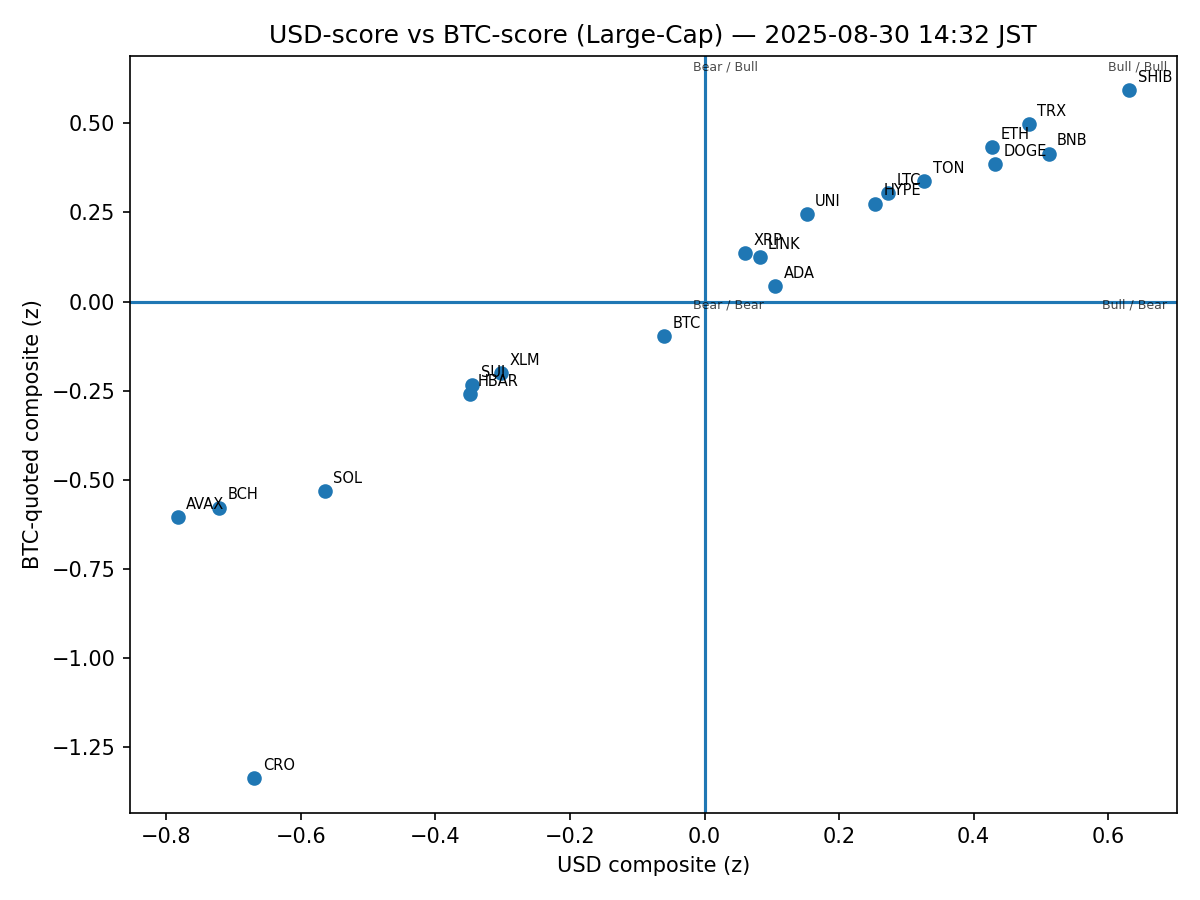 USD-score vs BTC-score (Large-Cap) — 2025-08-30 14:32 JST
Bear / Bull
Bull / Bull
SHIB
TRX
ETH
BNB
DOGE
TON
LTC
HYPE
UNI
XRP
LINK
ADA
Bear / Bear
Bull / Bear
BTC
XLM
SUI
HBAR
SOL
BCH
AVAX
CRO
0.50
0.25
0.00
−0.25
−0.50
−0.75
−1.00
−1.25
BTC-quoted composite (z)
−0.8
−0.6
−0.4
−0.2
0.0
0.2
0.4
0.6
USD composite (z)